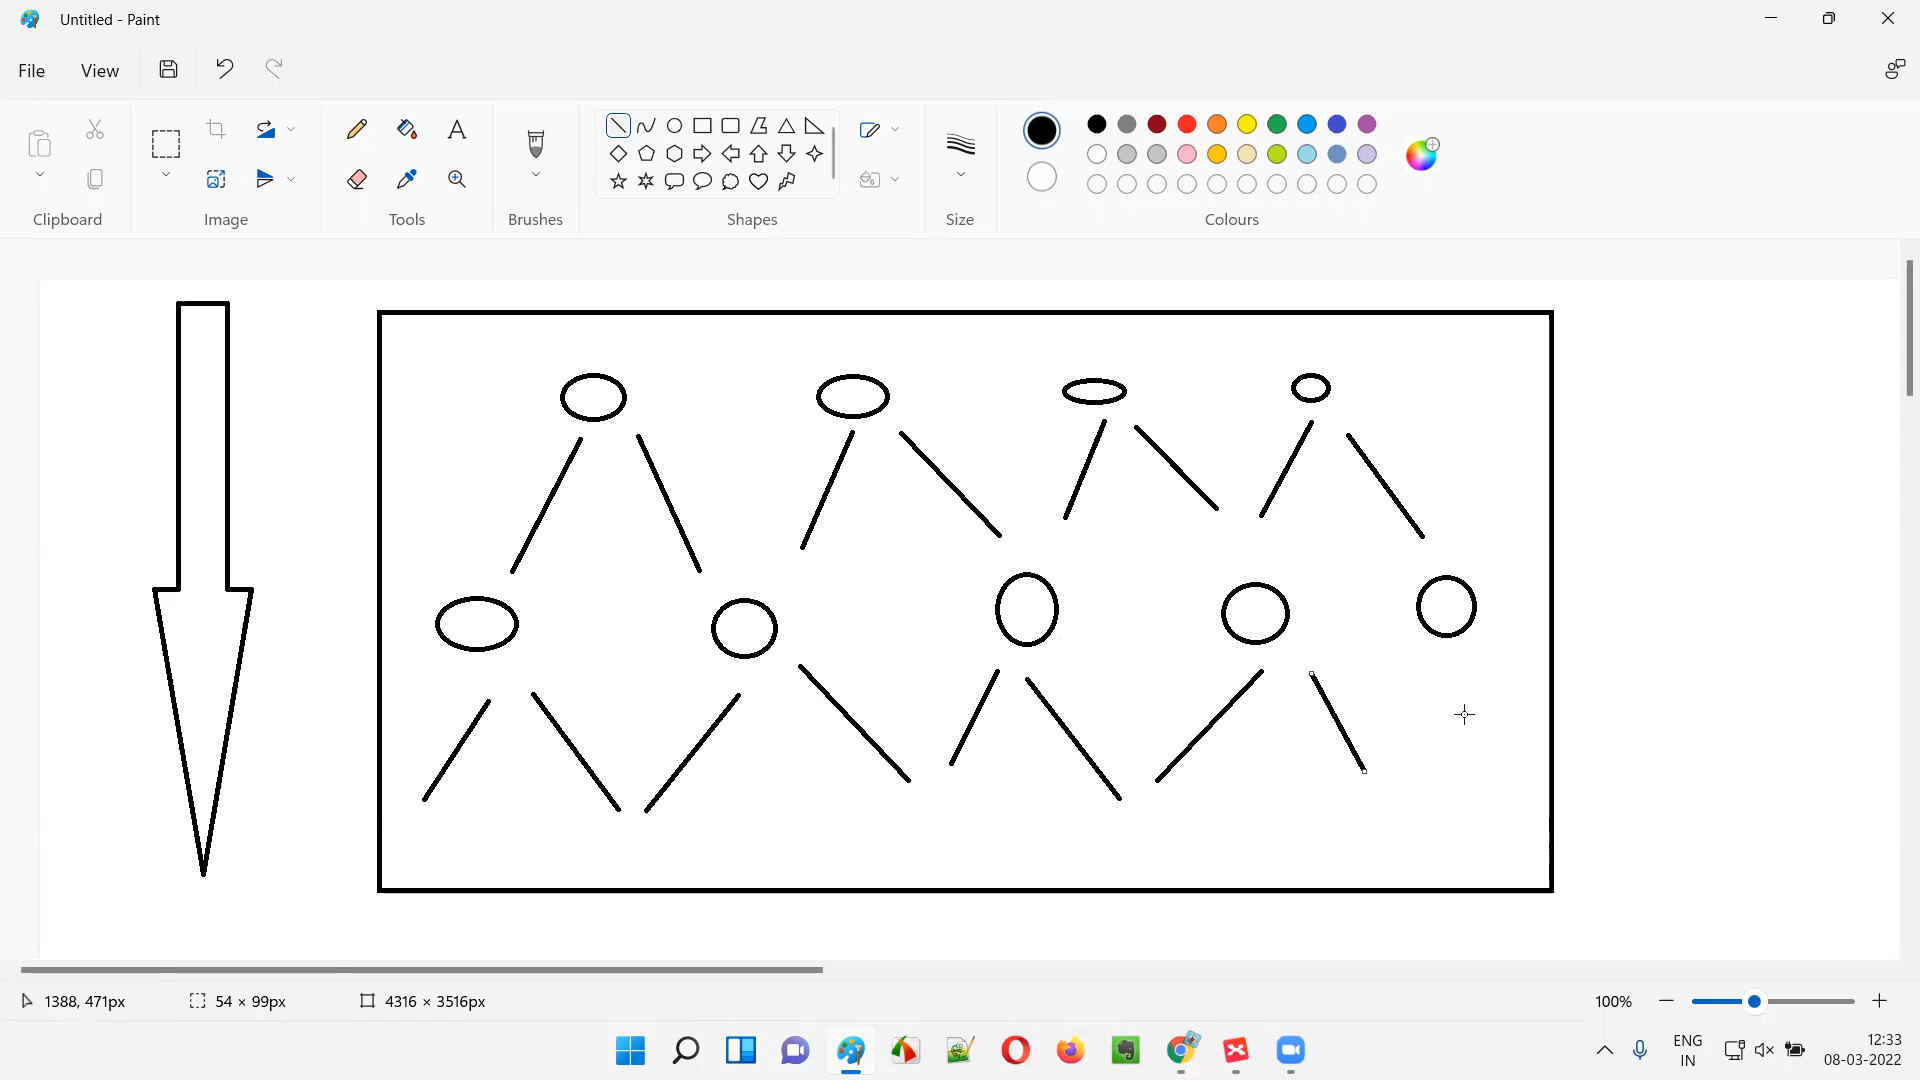 Untitled - Paint
File View
Clipboard Image Tools Brushes Shapes Size Colours
1388, 471px 54 × 99px 4316 × 3516px 100%
ENG
IN
12:33
08-03-2022